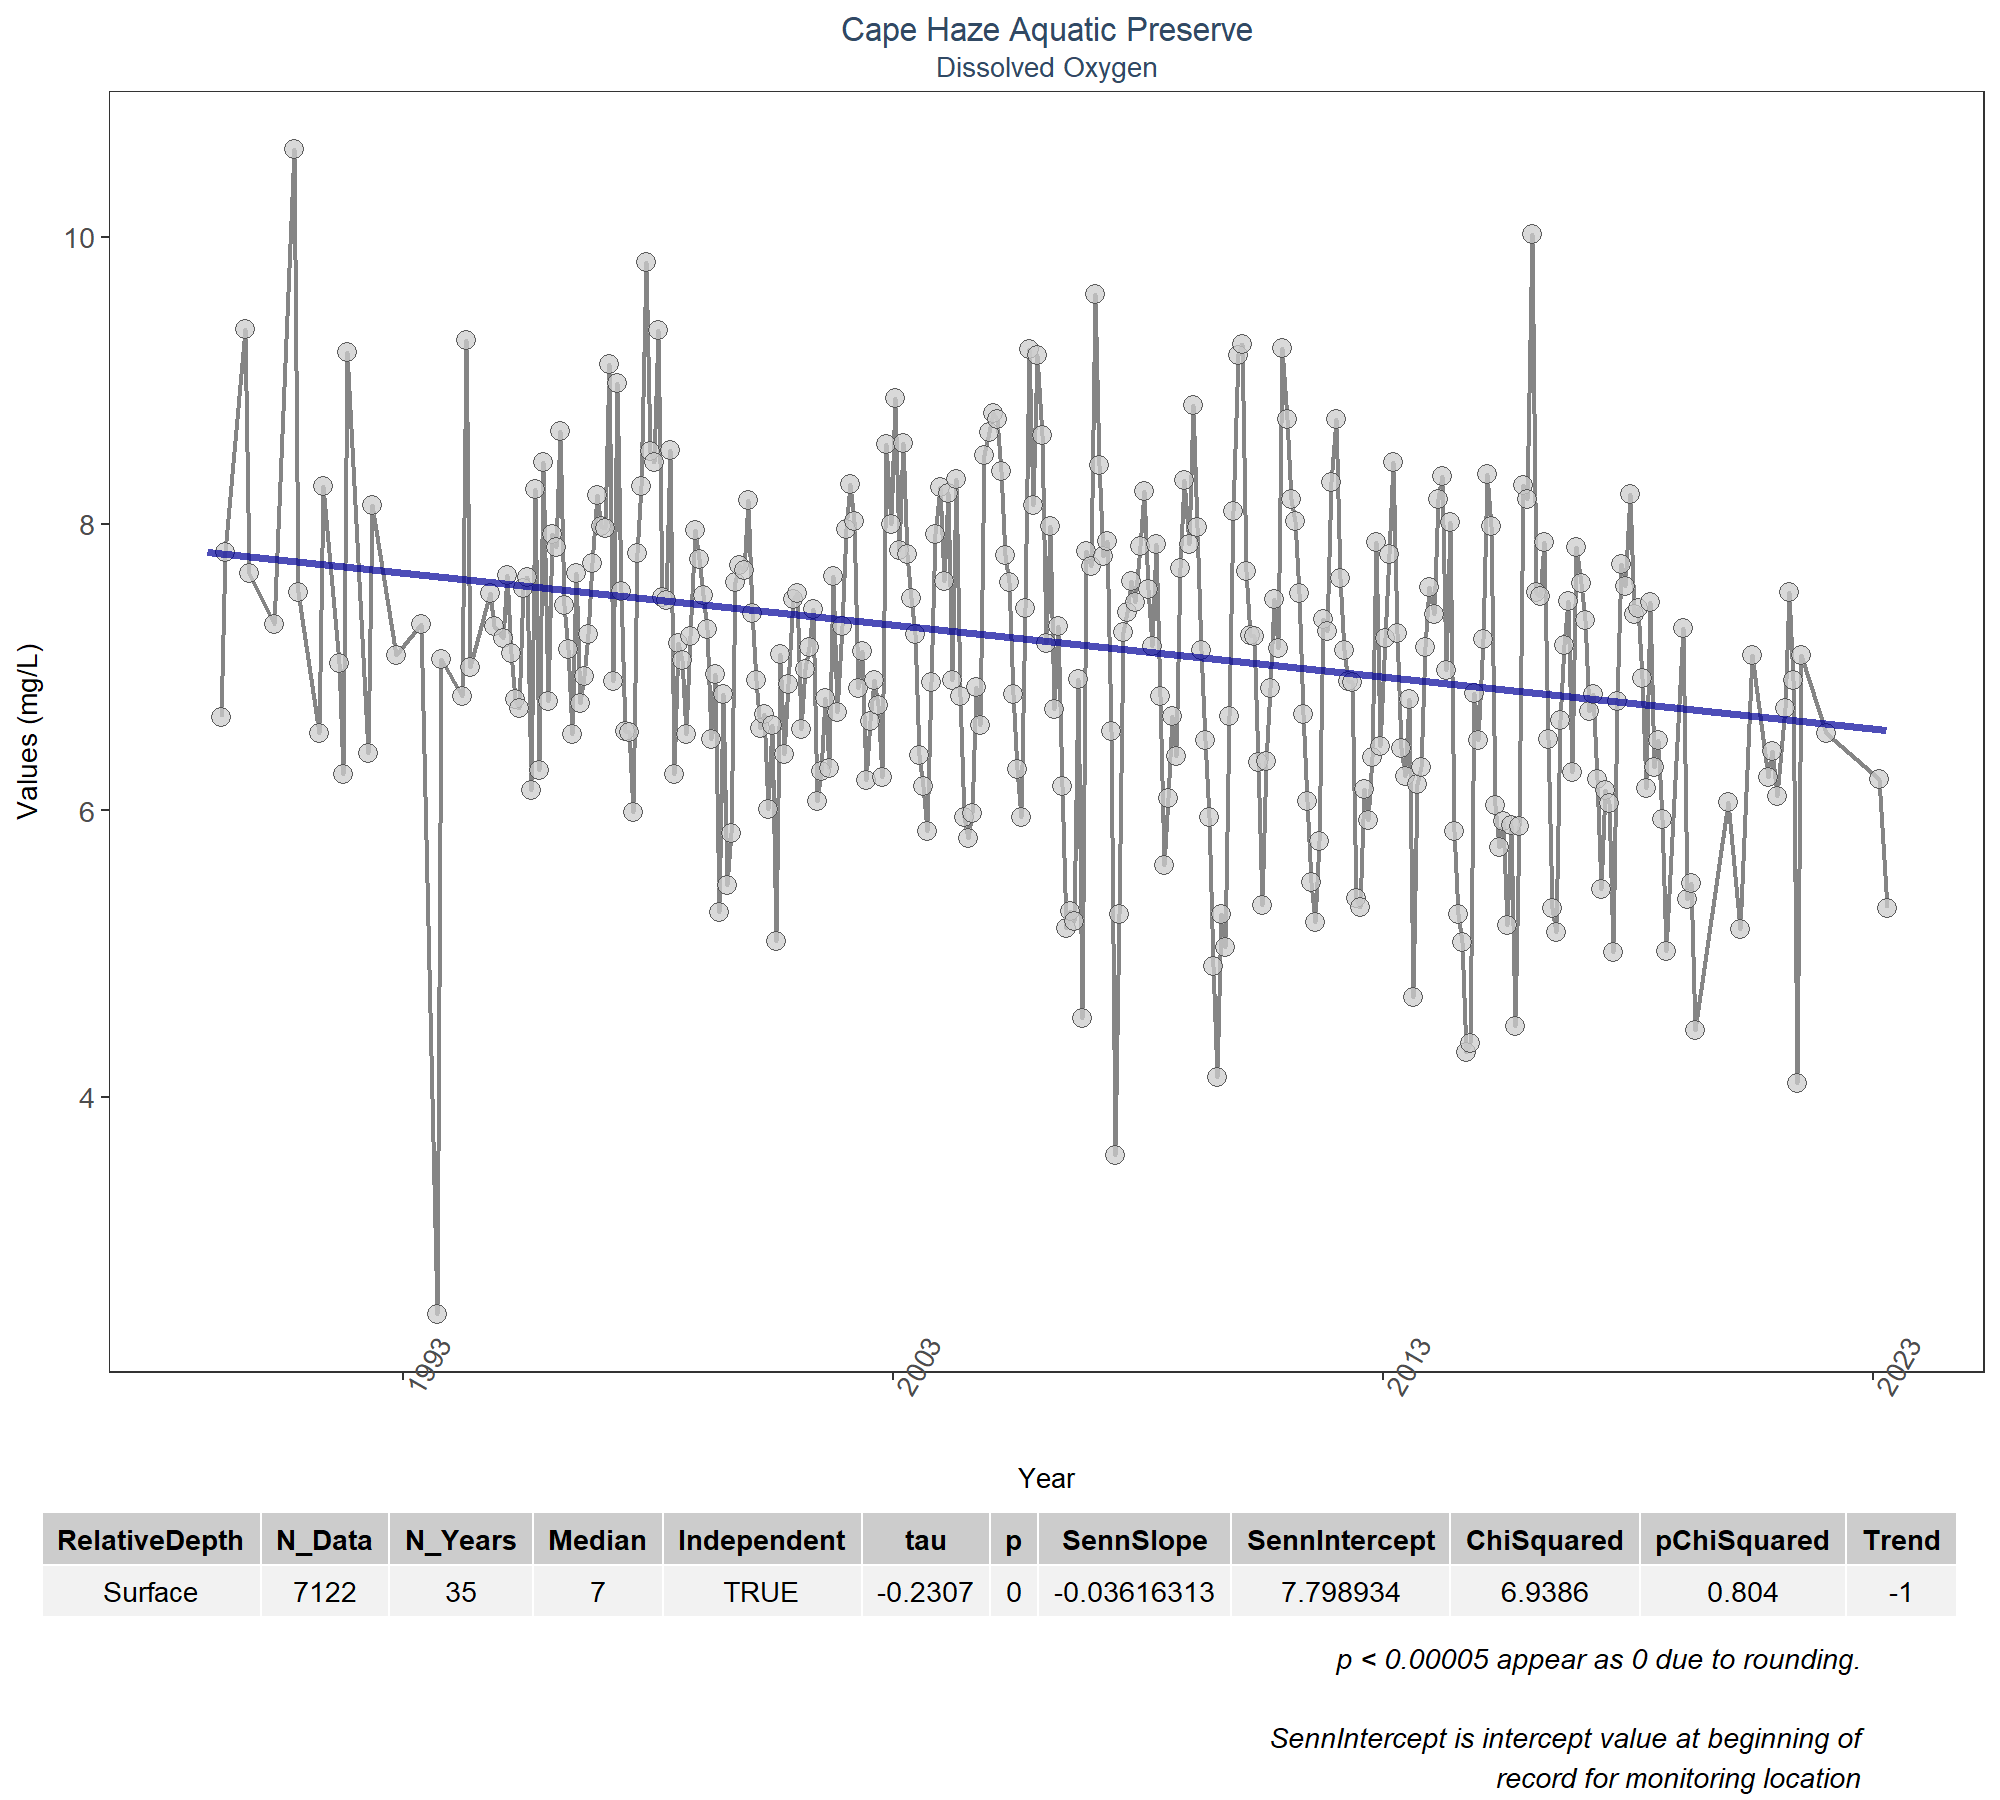 Cape Haze Aquatic Preserve
Dissolved Oxygen
Values (mg/L)
10
8
6
4
1993
2003
2013
2023
Year
RelativeDepth N_Data N_Years Median Independent tau p SennSlope SennIntercept ChiSquared pChiSquared Trend
Surface 7122 35 7 TRUE -0.2307 0 -0.03616313 7.798934 6.9386 0.804 -1
p < 0.00005 appear as 0 due to rounding.
SennIntercept is intercept value at beginning of
record for monitoring location